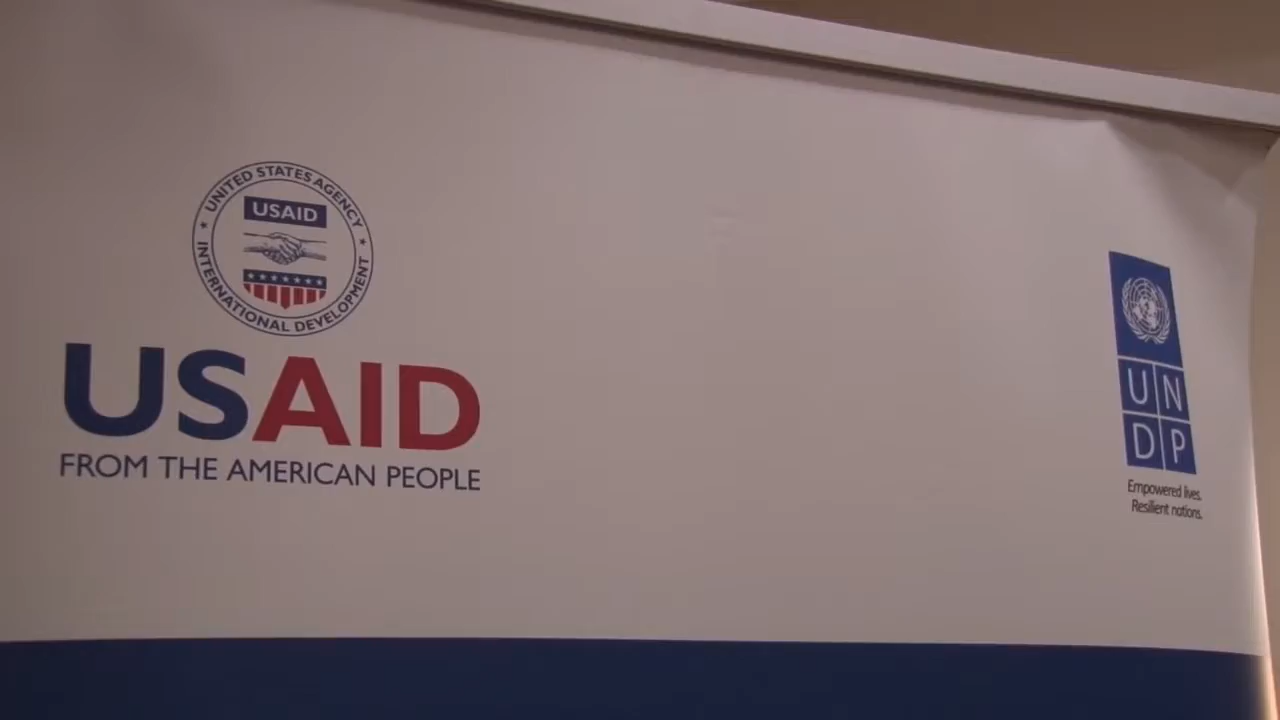 UNITED STATES AGENCY
USAID
INTERNATIONAL DEVELOPMENT
USAID
FROM THE AMERICAN PEOPLE
UN
DP
Empowered lives.
Resilient nations.